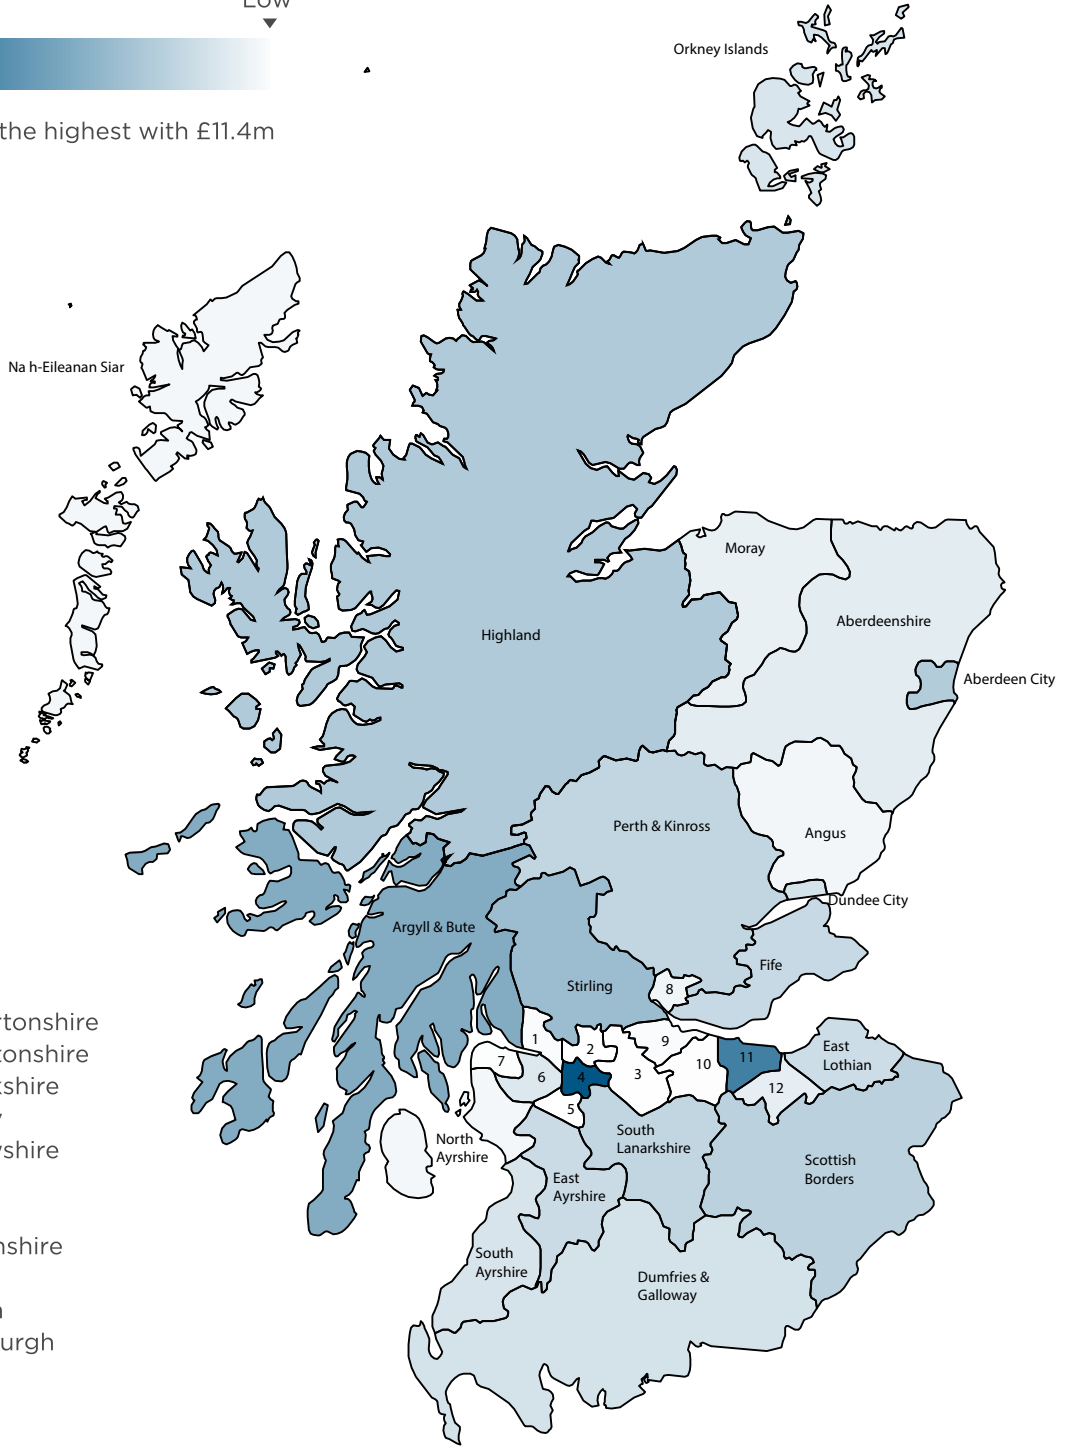 Low
the highest with £11.4m
Orkney Islands
Na h-Eileanan Siar
Moray
Aberdeenshire
Highland
Aberdeen City
Perth & Kinross
Angus
Dundee City
Argyll & Bute
Fife
Stirling
8
1
2
9
10
11
East
Lothian
7
6
4
3
12
5
North
Ayrshire
South
Lanarkshire
East
Ayrshire
Scottish
Borders
South
Ayrshire
Dumfries &
Galloway
rtonshire
tonshire
kshire
yshire
nshire
urgh